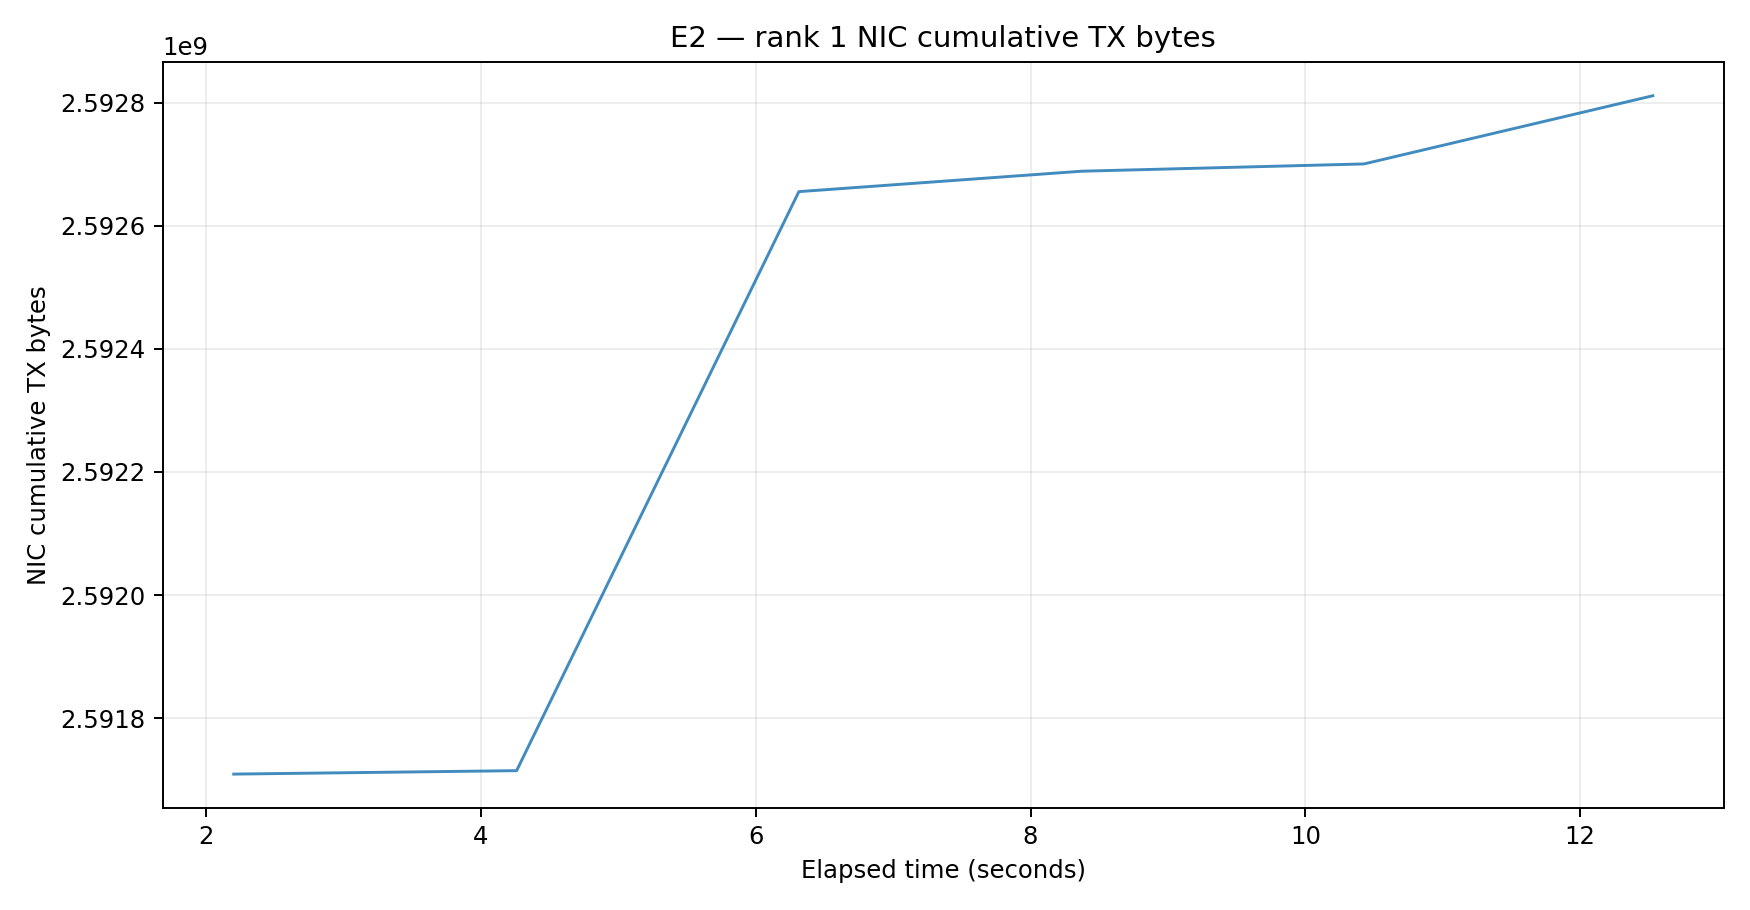 E2 — rank 1 NIC cumulative TX bytes
1e9
2.5928
2.5926
2.5924
2.5922
2.5920
2.5918
NIC cumulative TX bytes
2 4 6 8 10 12
Elapsed time (seconds)